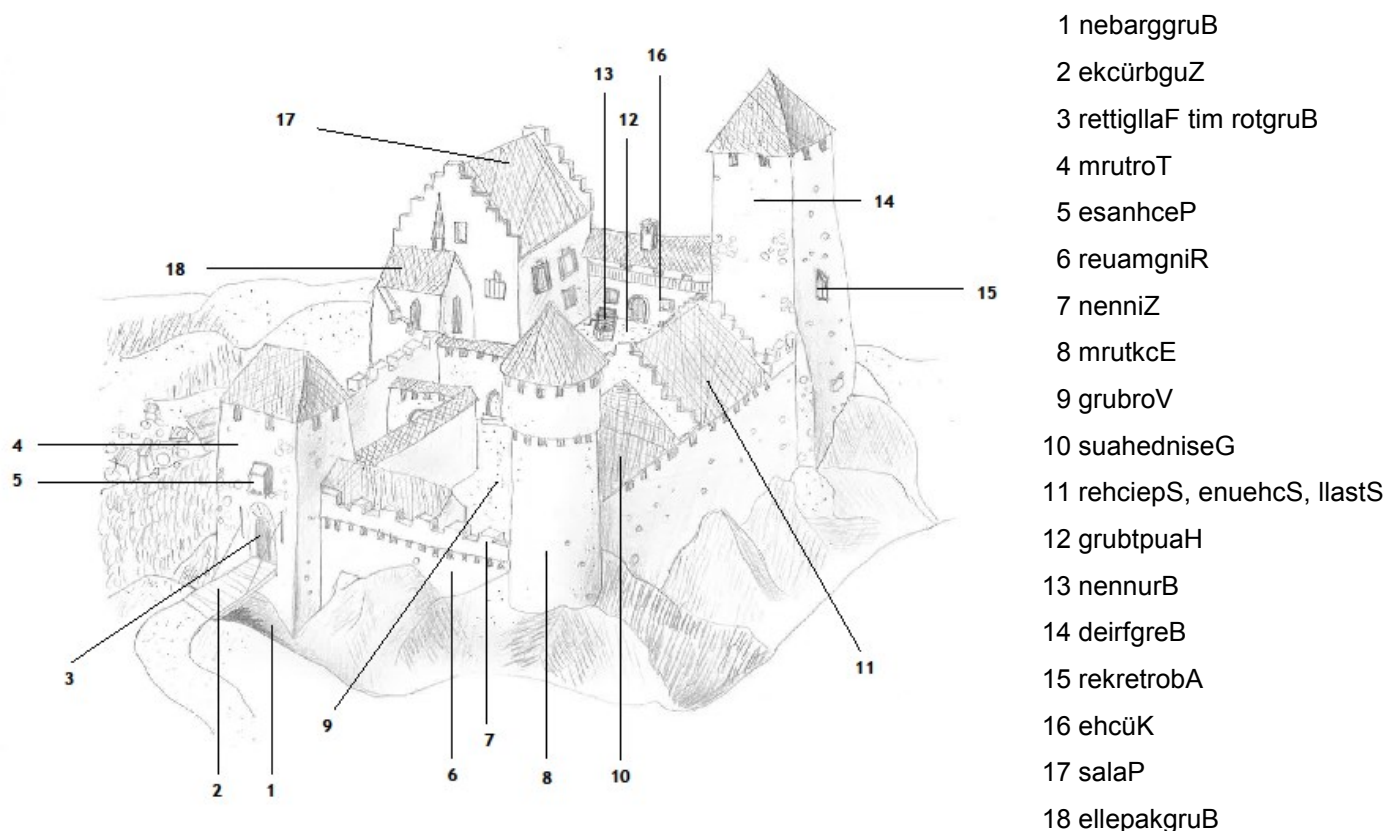 16
13
12
17
14
18
15
4
5
11
3
9
7
6
8
10
2
1
1 nebarggruB
2 ekcürbguZ
3 rettigllaF tim rotgruB
4 mrutroT
5 esanhceP
6 reuamgniR
7 nenniZ
8 mrutkcE
9 grubroV
10 suahedniseG
11 rehciepS, enuehcS, llastS
12 grubtpuaH
13 nennurB
14 deirfgreB
15 rekretrobA
16 ehcüK
17 salaP
18 ellepakgruB